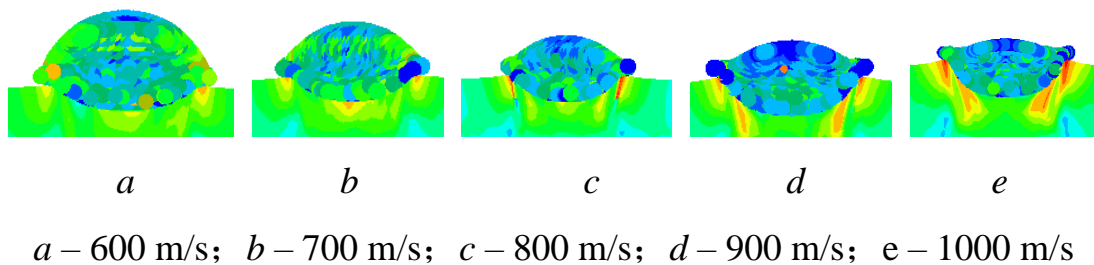 a b c d e
a – 600 m/s；b – 700 m/s；c – 800 m/s；d – 900 m/s；e – 1000 m/s